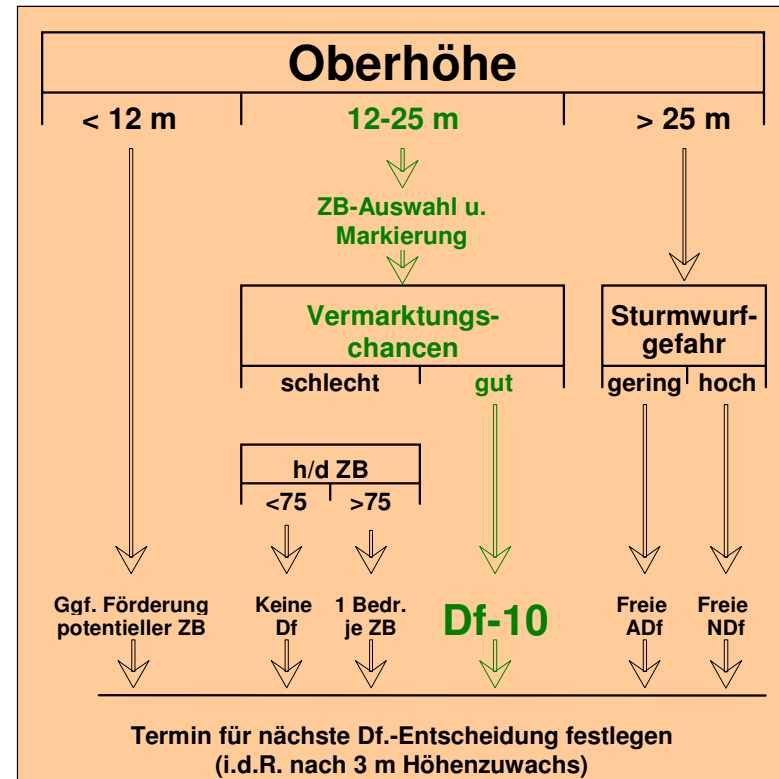 Oberhöhe
< 12 m
12-25 m
> 25 m
ZB-Auswahl u.
Markierung
Vermarktungs-
chancen
schlecht
gut
Sturmwurf-
gefahr
gering
hoch
h/d ZB
<75
>75
Ggf. Förderung
potentieller ZB
Keine
Df
1 Bedr.
je ZB
Df-10
Freie
ADf
Freie
NDf
Termin für nächste Df.-Entscheidung festlegen
(i.d.R. nach 3 m Höhenzuwachs)